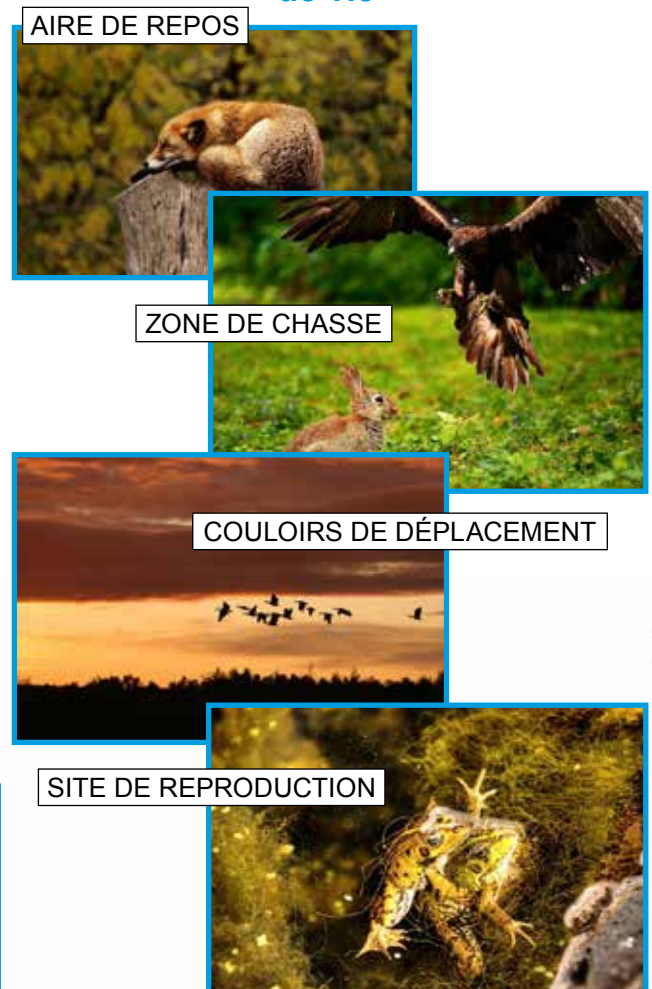 AIRE DE REPOS
ZONE DE CHASSE
COULOIRS DE DÉPLACEMENT
SITE DE REPRODUCTION